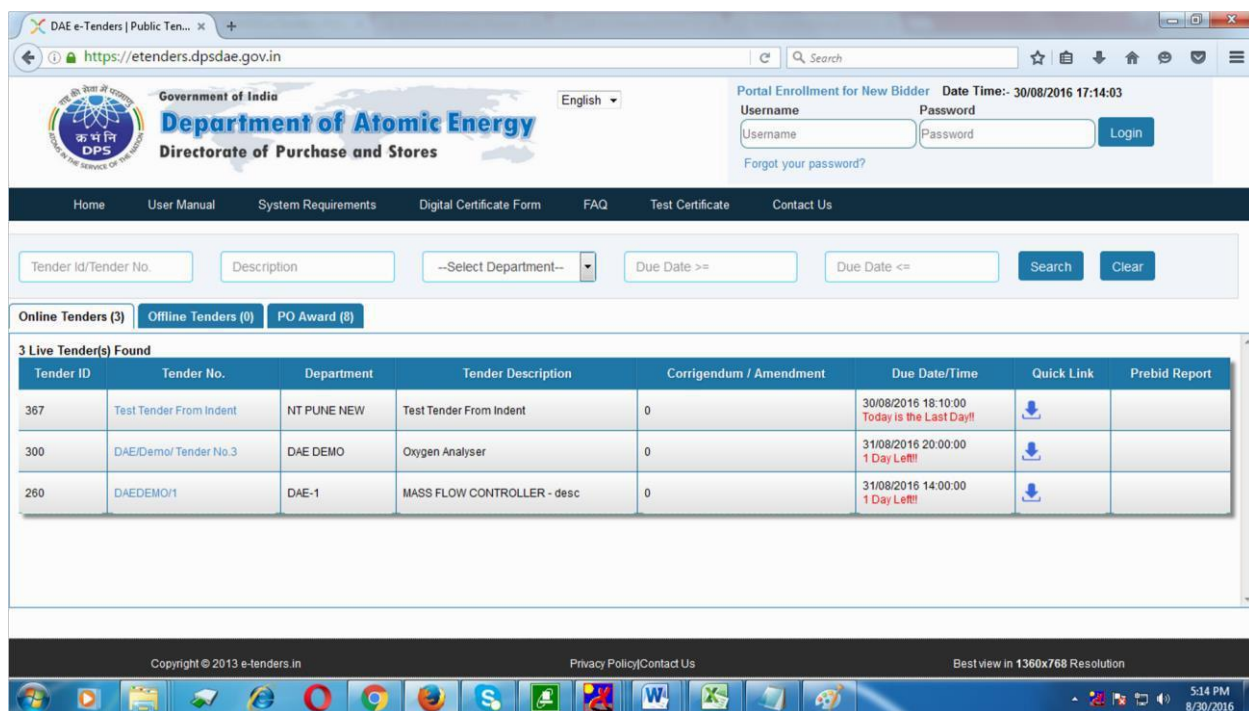 DAE e-Tenders | Public Ten...
https://etenders.dpsdae.gov.in
Search
क्र भं नि
DPS
Government of India
Department of Atomic Energy
Directorate of Purchase and Stores
English
Portal Enrollment for New Bidder Date Time:- 30/08/2016 17:14:03
Username Password
Username Password Login
Forgot your password?
Home User Manual System Requirements Digital Certificate Form FAQ Test Certificate Contact Us
Tender Id/Tender No. Description --Select Department-- Due Date >= Due Date <= Search Clear
Online Tenders (3) Offline Tenders (0) PO Award (8)
3 Live Tender(s) Found
Tender ID Tender No. Department Tender Description Corrigendum / Amendment Due Date/Time Quick Link Prebid Report
367 Test Tender From Indent NT PUNE NEW Test Tender From Indent 0 30/08/2016 18:10:00
Today is the Last Day!!
300 DAE/Demo/ Tender No.3 DAE DEMO Oxygen Analyser 0 31/08/2016 20:00:00
1 Day Left!!
260 DAEDEMO/1 DAE-1 MASS FLOW CONTROLLER - desc 0 31/08/2016 14:00:00
1 Day Left!!
Copyright © 2013 e-tenders.in Privacy Policy|Contact Us Best view in 1360x768 Resolution
5:14 PM
8/30/2016